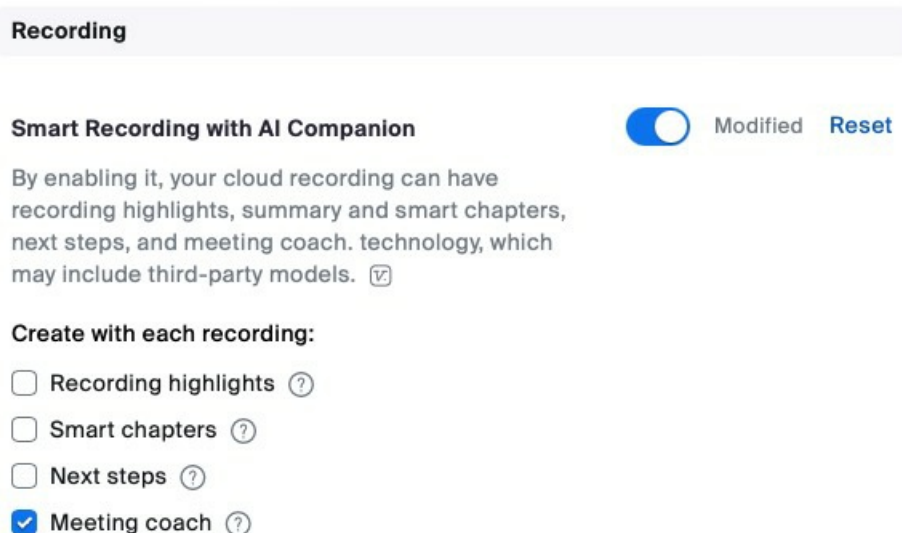 Recording
Smart Recording with AI Companion
Modified Reset
By enabling it, your cloud recording can have
recording highlights, summary and smart chapters,
next steps, and meeting coach. technology, which
may include third-party models.
Create with each recording:
Recording highlights ?
Smart chapters ?
Next steps ?
Meeting coach ?